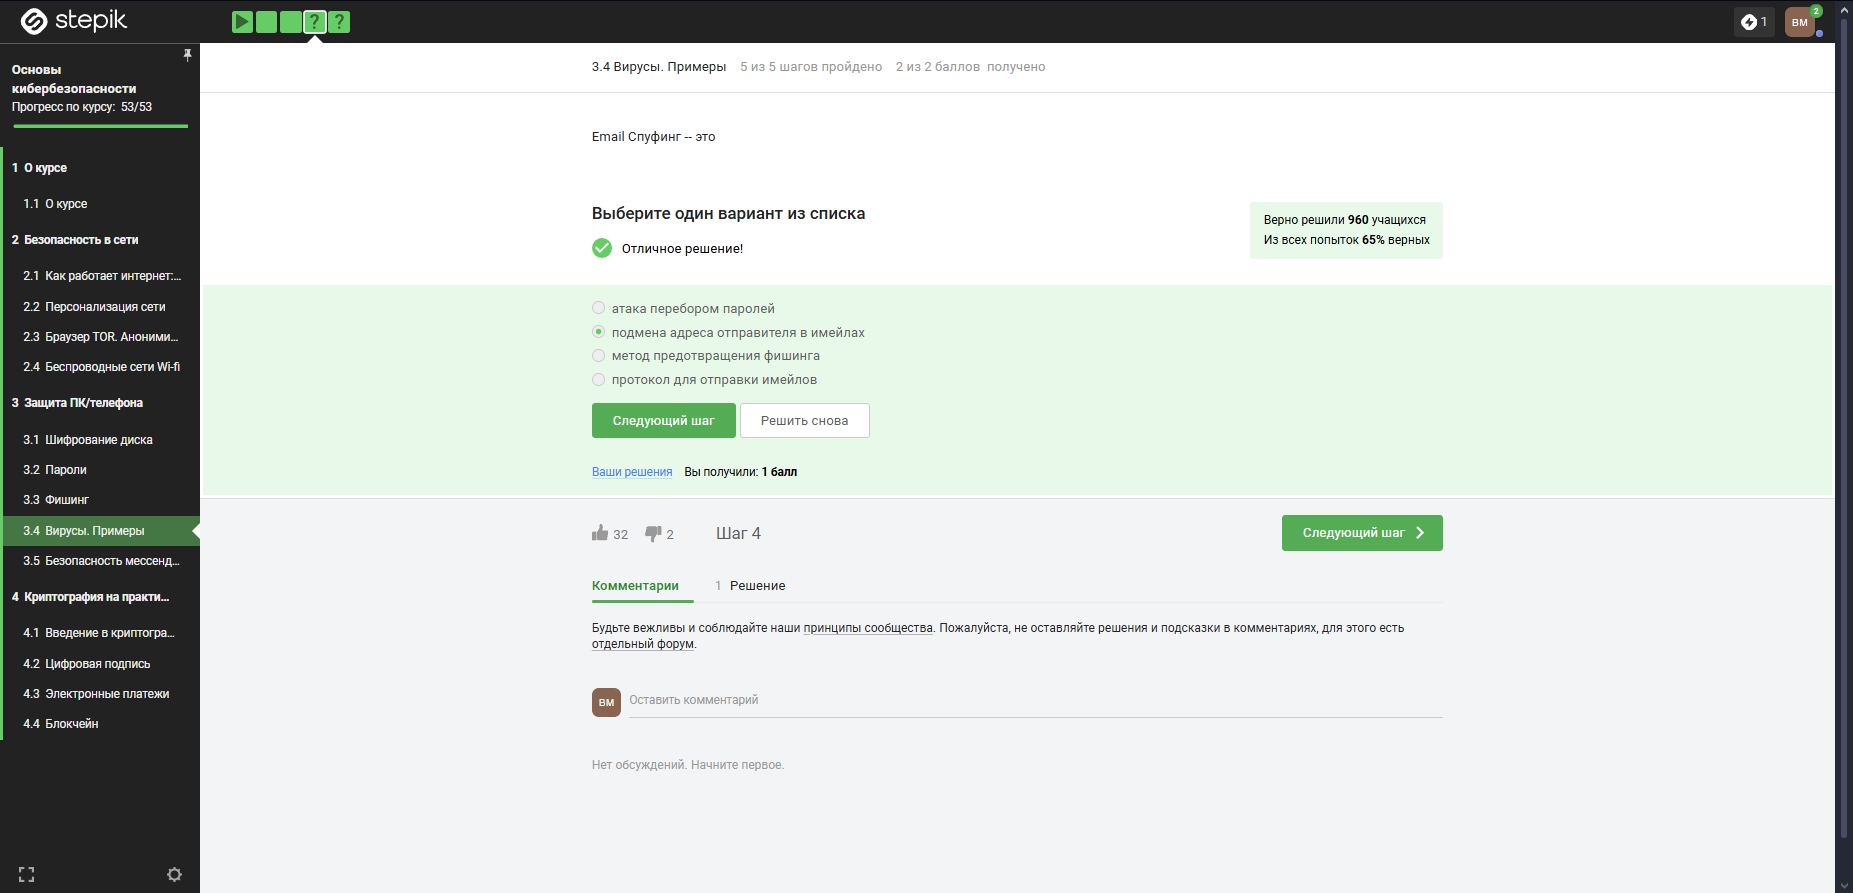 stepik
? ?
1
ВМ
2
Основы
кибербезопасности
Прогресс по курсу: 53/53
1 О курсе
1.1 О курсе
2 Безопасность в сети
2.1 Как работает интернет:...
2.2 Персонализация сети
2.3 Браузер TOR. Аноними...
2.4 Беспроводные сети Wi-fi
3 Защита ПК/телефона
3.1 Шифрование диска
3.2 Пароли
3.3 Фишинг
3.4 Вирусы. Примеры
3.5 Безопасность мессенд...
4 Криптография на практи...
4.1 Введение в криптогра...
4.2 Цифровая подпись
4.3 Электронные платежи
4.4 Блокчейн
3.4 Вирусы. Примеры 5 из 5 шагов пройдено 2 из 2 баллов получено
Email Спуфинг -- это
Выберите один вариант из списка
Отличное решение!
Верно решили 960 учащихся
Из всех попыток 65% верных
атака перебором паролей
подмена адреса отправителя в имейлах
метод предотвращения фишинга
протокол для отправки имейлов
Следующий шаг Решить снова
Ваши решения Вы получили: 1 балл
32 2 Шаг 4 Следующий шаг
Комментарии 1 Решение
Будьте вежливы и соблюдайте наши принципы сообщества. Пожалуйста, не оставляйте решения и подсказки в комментариях, для этого есть
отдельный форум.
ВМ Оставить комментарий
Нет обсуждений. Начните первое.